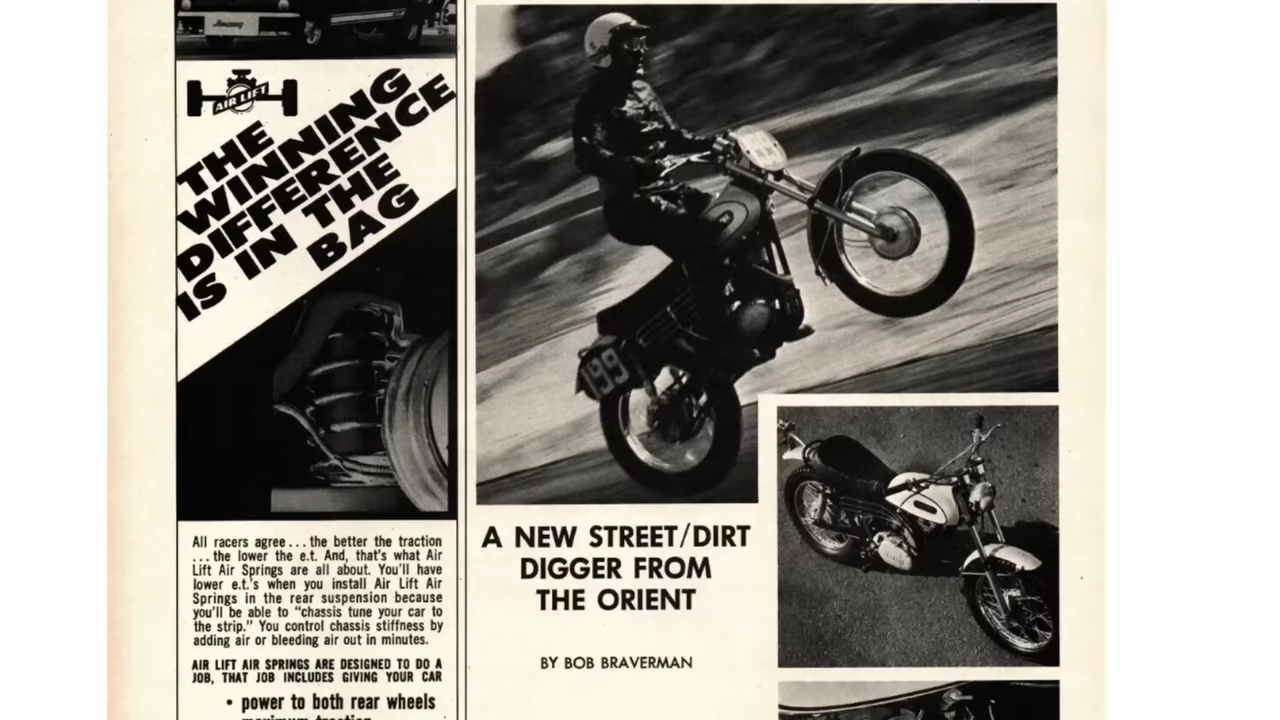 AIR LIFT
THE
WINNING
DIFFERENCE
IS IN THE
BAG
199
All racers agree...the better the traction
...the lower the e.t. And, that's what Air
Lift Air Springs are all about. You'll have
lower e.t.'s when you install Air Lift Air
Springs in the rear suspension because
you'll be able to "chassis tune your car to
the strip." You control chassis stiffness by
adding air or bleeding air out in minutes.
AIR LIFT AIR SPRINGS ARE DESIGNED TO DO A
JOB, THAT JOB INCLUDES GIVING YOUR CAR
• power to both rear wheels
maximum traction
A NEW STREET/DIRT
DIGGER FROM
THE ORIENT
BY BOB BRAVERMAN